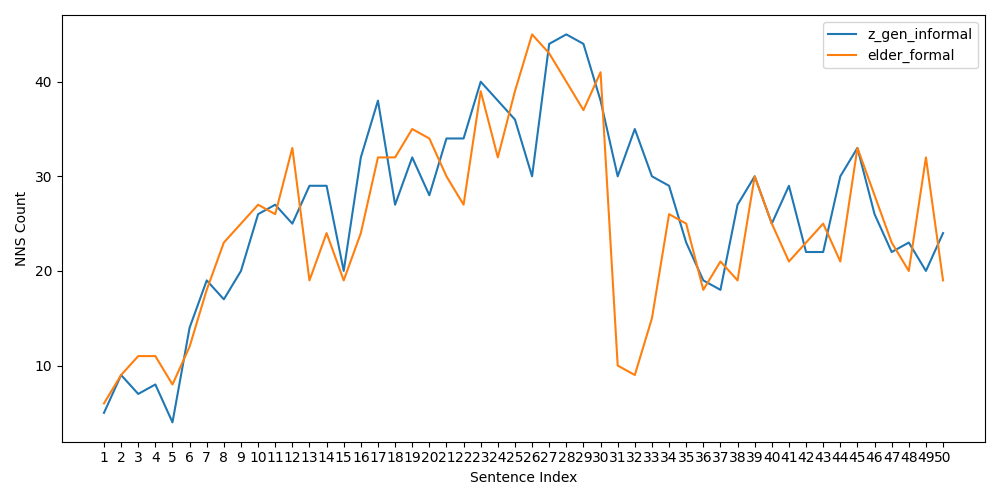 z_gen_informal
elder_formal
NNS Count
40
30
20
10
1 2 3 4 5 6 7 8 9 10 11 12 13 14 15 16 17 18 19 20 21 22 23 24 25 26 27 28 29 30 31 32 33 34 35 36 37 38 39 40 41 42 43 44 45 46 47 48 49 50
Sentence Index